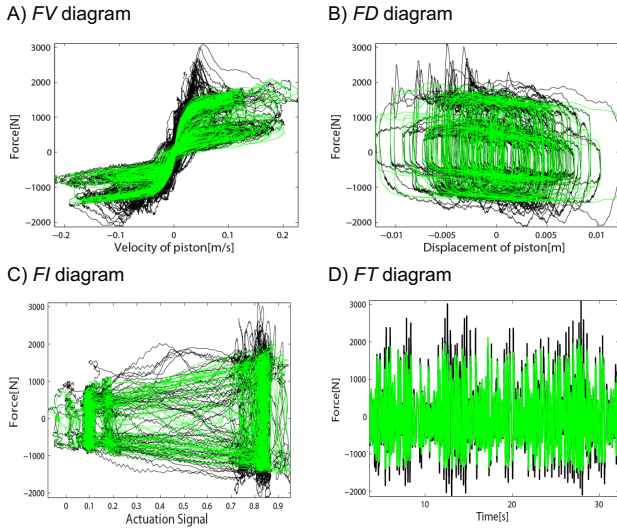 A) FV diagram
3000
2000
1000
0
−1000
−2000
Force[N]
−0.2 −0.1 0 0.1 0.2
Velocity of piston[m/s]
B) FD diagram
3000
2000
1000
0
−1000
−2000
Force[N]
−0.01 −0.005 0 0.005 0.01
Displacement of piston[m]
C) FI diagram
3000
2000
1000
0
−1000
−2000
Force[N]
0 0.1 0.2 0.3 0.4 0.5 0.6 0.7 0.8 0.9
Actuation Signal
D) FT diagram
3000
2000
1000
0
−1000
−2000
Force[N]
10 20 30
Time[s]